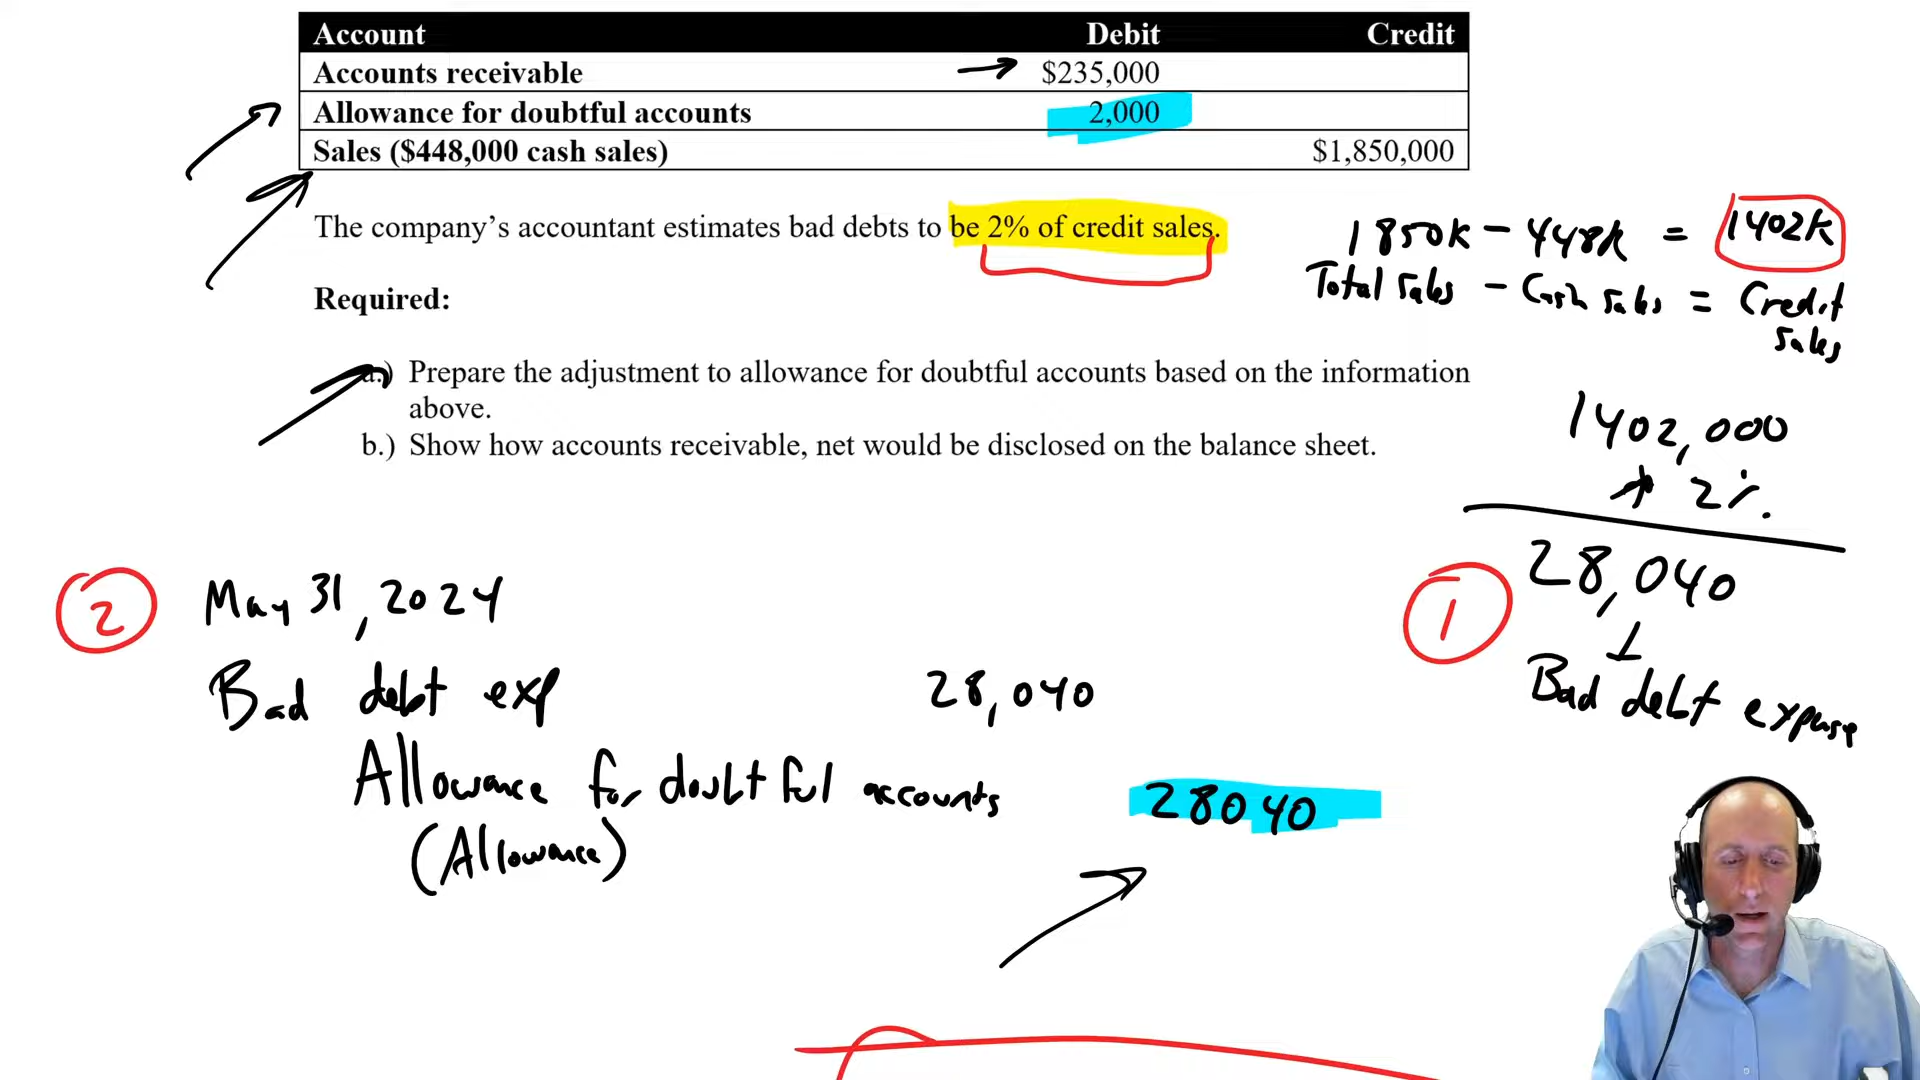 Account Debit Credit
Accounts receivable $235,000
Allowance for doubtful accounts 2,000
Sales ($448,000 cash sales) $1,850,000
The company's accountant estimates bad debts to be 2% of credit sales.
Required:
a.) Prepare the adjustment to allowance for doubtful accounts based on the information
above.
b.) Show how accounts receivable, net would be disclosed on the balance sheet.
1850K - 448K = 1402K
Total Sales - Cash Sales = Credit
Sales
1402,000
* 2%.
28,040
1
Bad debt expense
2
May 31, 2024
Bad debt exp 28,040
Allowance for doubtful accounts 28040
(Allowance)